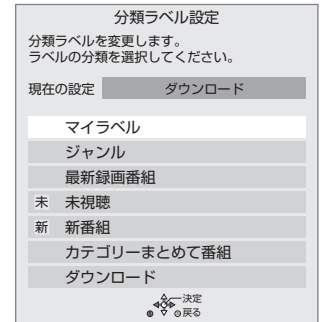 分類ラベル設定
分類ラベルを変更します。
ラベルの分類を選択してください。
現在の設定 ダウンロード
マイラベル
ジャンル
最新録画番組
未 未視聴
新 新番組
カテゴリーまとめて番組
ダウンロード
決定
戻る